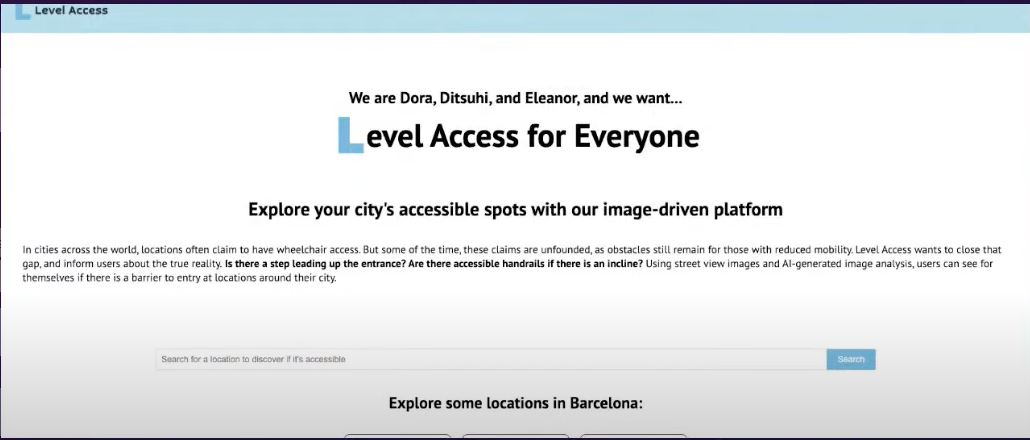 Level Access
We are Dora, Ditsuhi, and Eleanor, and we want...
Level Access for Everyone
Explore your city's accessible spots with our image-driven platform
In cities across the world, locations often claim to have wheelchair access. But some of the time, these claims are unfounded, as obstacles still remain for those with reduced mobility. Level Access wants to close that
gap, and inform users about the true reality. Is there a step leading up the entrance? Are there accessible handrails if there is an incline? Using street view images and AI-generated image analysis, users can see for
themselves if there is a barrier to entry at locations around their city.
Search for a location to discover if it's accessible Search
Explore some locations in Barcelona: